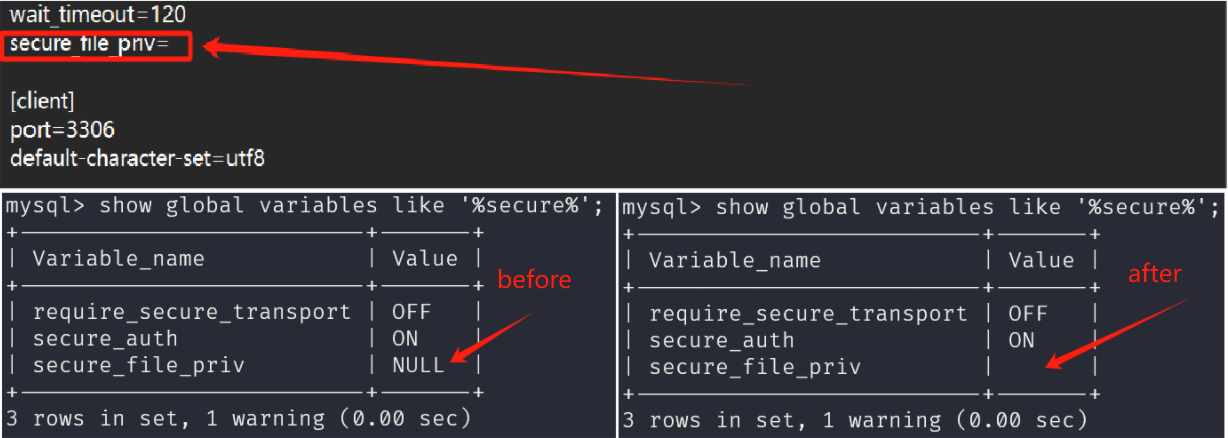 wait_timeout=120
secure_file_priv=
[client]
port=3306
default-character-set=utf8
mysql> show global variables like '%secure%';
+-----------------------------+-------+
| Variable_name | Value |
+-----------------------------+-------+
| require_secure_transport | OFF |
| secure_auth | ON |
| secure_file_priv | NULL |
+-----------------------------+-------+
3 rows in set, 1 warning (0.00 sec)
before
mysql> show global variables like '%secure%';
+-----------------------------+-------+
| Variable_name | Value |
+-----------------------------+-------+
| require_secure_transport | OFF |
| secure_auth | ON |
| secure_file_priv | |
+-----------------------------+-------+
3 rows in set, 1 warning (0.00 sec)
after